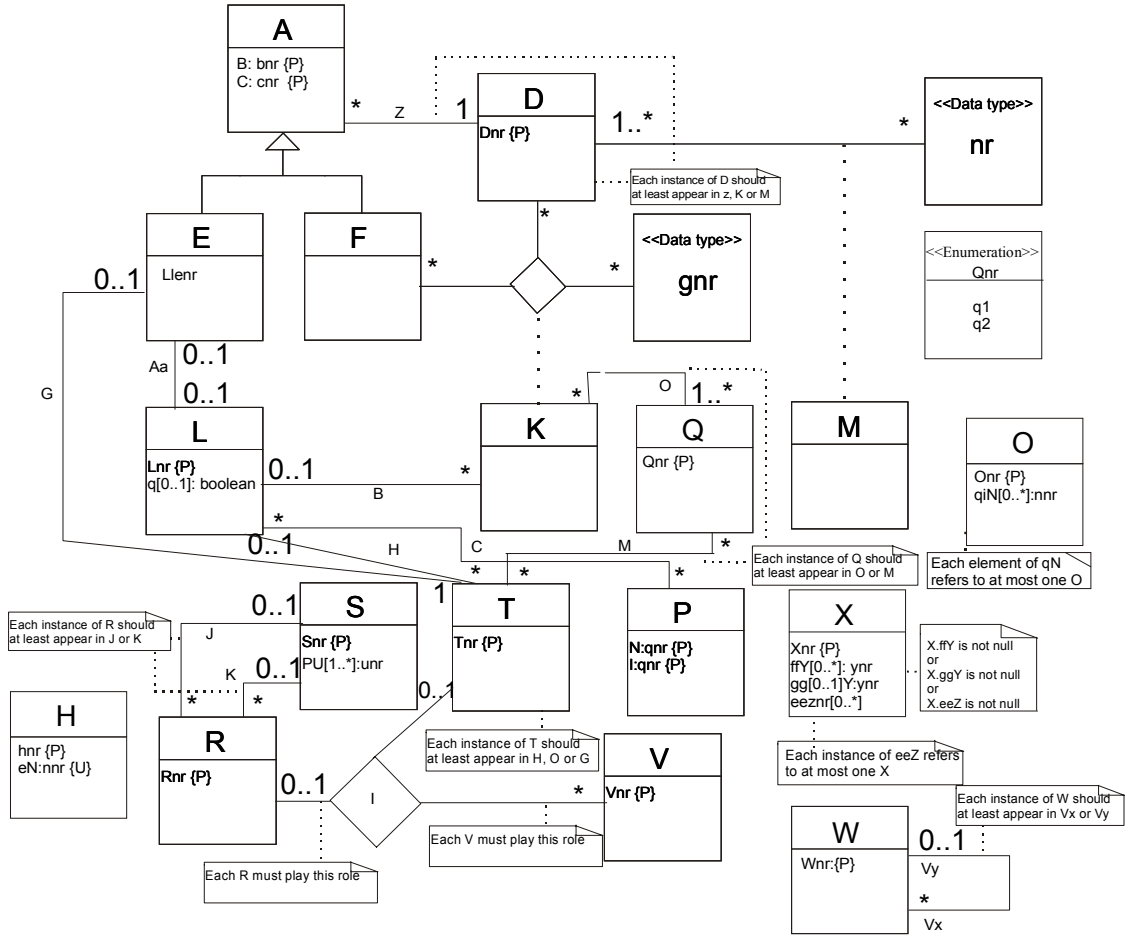 A
B: bnr {P}
C: cnr {P}
*
Z
1
D
Dnr {P}
1..*
*
<<Data type>>
nr
Each instance of D should
at least appear in z, K or M
*
E
Llenr
F
*
*
<<Data type>>
gnr
<<Enumeration>>
Qnr
q1
q2
0..1
G
Aa
0..1
0..1
L
Lnr {P}
q[0..1]: boolean
0..1
B
*
K
*
O
1..*
Q
Qnr {P}
*
M
O
Onr {P}
qiN[0..*]:nnr
Each element of qN
refers to at most one O
*
0..1
H
C
*
M
*
*
Each instance of Q should
at least appear in O or M
1
T
Tnr {P}
P
N:qnr {P}
I:qnr {P}
X
Xnr {P}
ffY[0..*]: ynr
gg[0..1]Y:ynr
eeznr[0..*]
X.ffY is not null
or
X.ggY is not null
or
X.eeZ is not null
Each instance of R should
at least appear in J or K
J
0..1
S
Snr {P}
PU[1..*]:unr
K
0..1
*
*
0..1
H
hnr {P}
eN:nnr {U}
R
Rnr {P}
0..1
I
Each instance of T should
at least appear in H, O or G
*
V
Vnr {P}
Each V must play this role
Each R must play this role
Each instance of eeZ refers
to at most one X
Each instance of W should
at least appear in Vx or Vy
W
Wnr:{P}
0..1
Vy
*
Vx